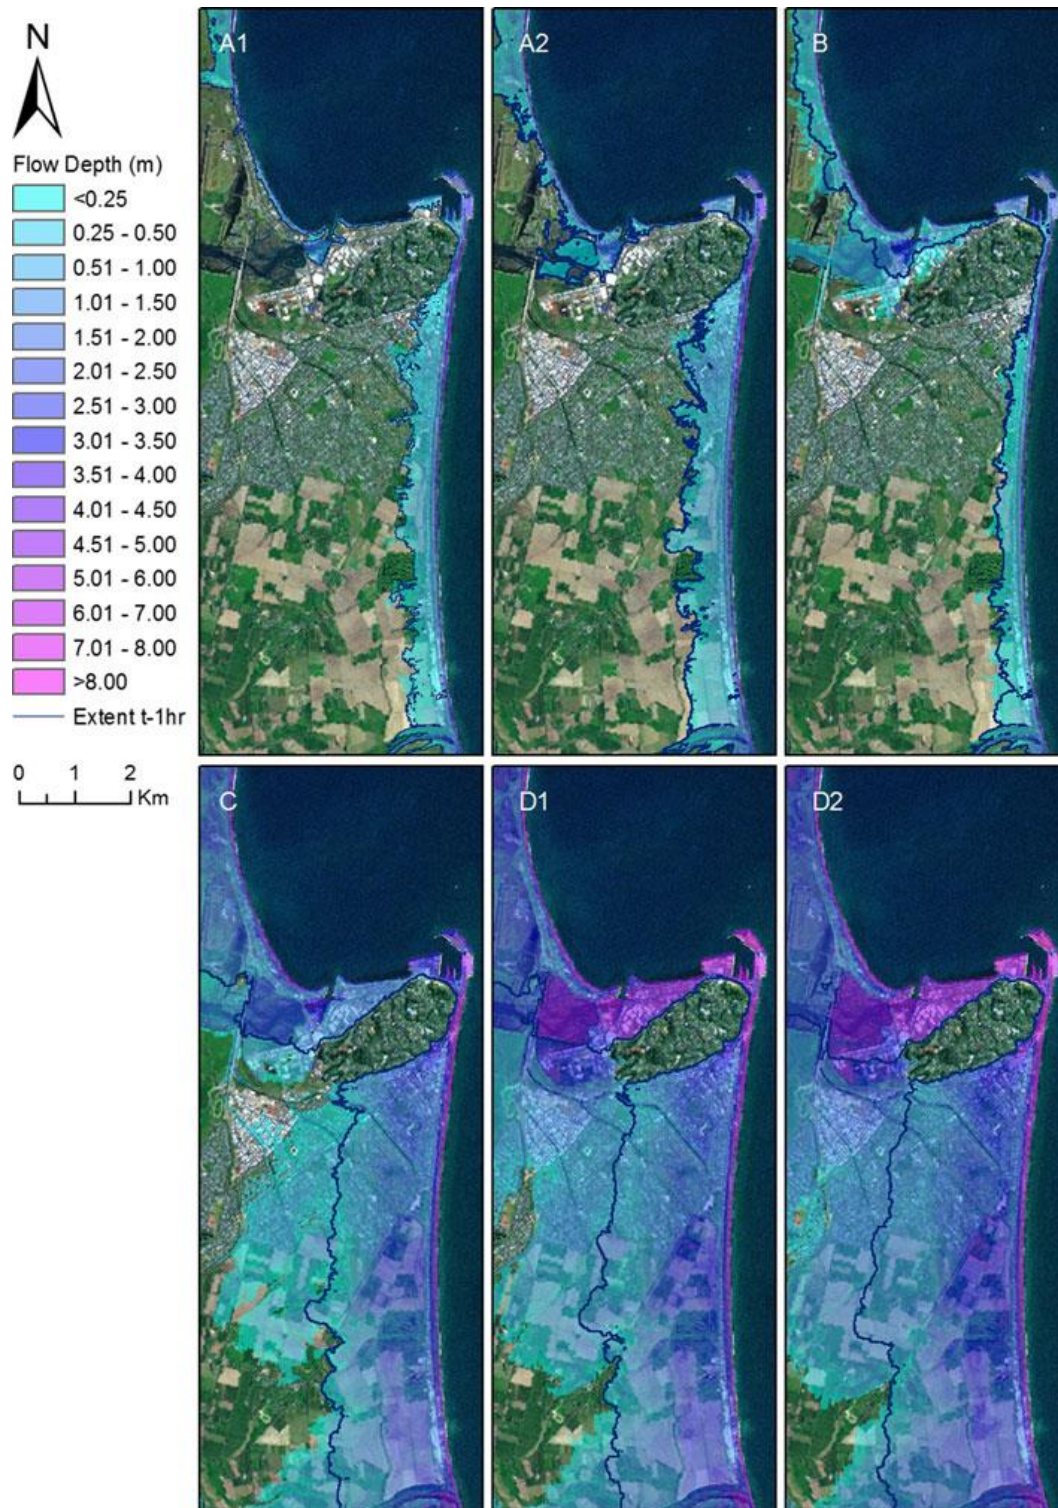 N
Flow Depth (m)
<0.25
0.25 - 0.50
0.51 - 1.00
1.01 - 1.50
1.51 - 2.00
2.01 - 2.50
2.51 - 3.00
3.01 - 3.50
3.51 - 4.00
4.01 - 4.50
4.51 - 5.00
5.01 - 6.00
6.01 - 7.00
7.01 - 8.00
>8.00
Extent t-1hr
0 1 2
Km
A1
A2
B
C
D1
D2